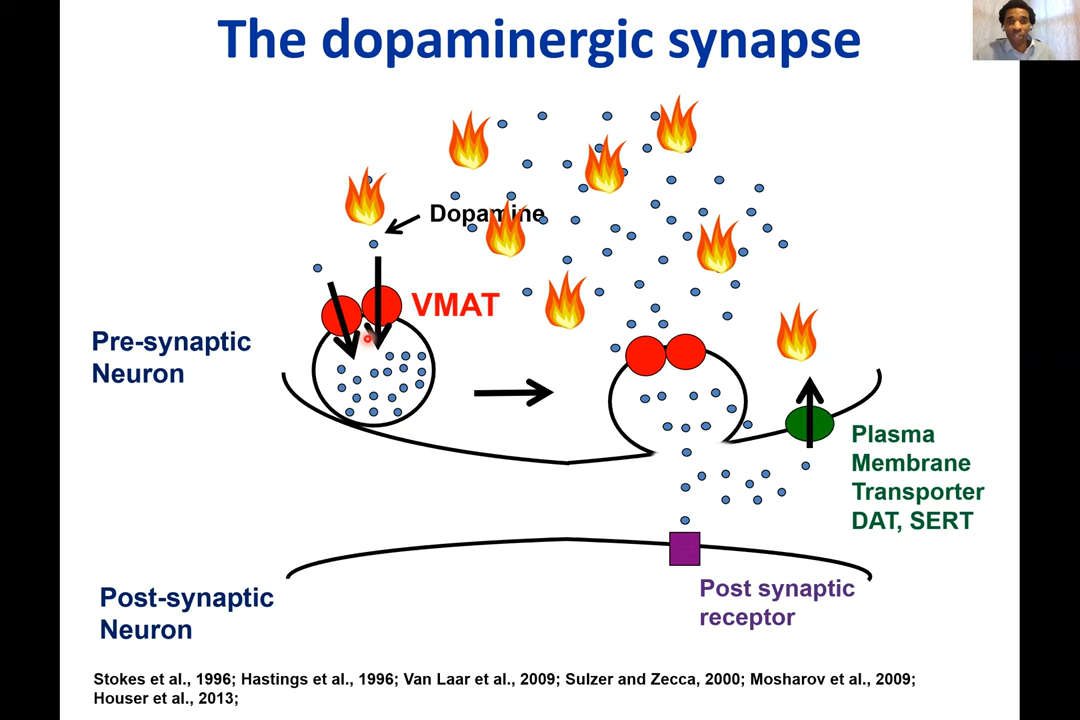 The dopaminergic synapse
Dopamine
VMAT
Pre-synaptic
Neuron
Plasma
Membrane
Transporter
DAT, SERT
Post synaptic
receptor
Post-synaptic
Neuron
Stokes et al., 1996; Hastings et al., 1996; Van Laar et al., 2009; Sulzer and Zecca, 2000; Mosharov et al., 2009;
Houser et al., 2013;